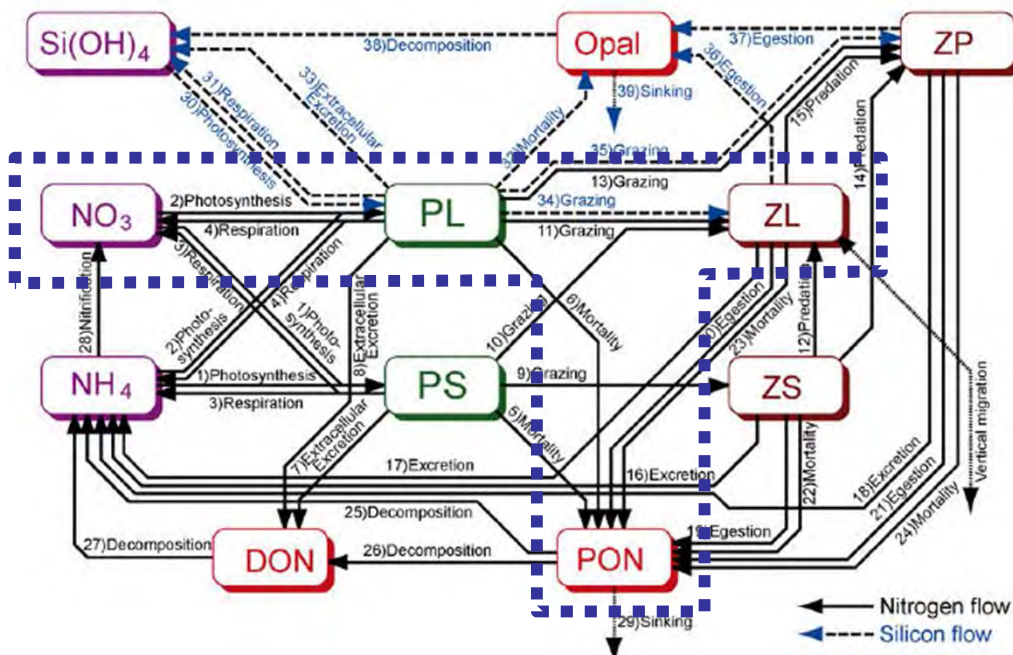 Si(OH)4
Opal
ZP
38)Decomposition
37)Egestion
36)Egestion
39)Sinking
31)Respiration
30)Photosynthesis
33)Extracellular
Excretion
32)Mortality
35)Grazing
13)Grazing
15)Predation
14)Predation
NO3
PL
ZL
2)Photosynthesis
4)Respiration
34)Grazing
11)Grazing
3)Respiration
4)Respiration
28)Nitrification
2)Photo-
synthesis
1)Photo-
synthesis
8)Extracellular
Excretion
6)Mortality
10)Grazing
20)Egestion
23)Mortality
12)Predation
NH4
PS
ZS
1)Photosynthesis
3)Respiration
9)Grazing
5)Mortality
7)Extracellular
Excretion
Vertical migration
17)Excretion
16)Excretion
22)Mortality
18)Excretion
21)Egestion
24)Mortality
25)Decomposition
19)Egestion
27)Decomposition
DON
26)Decomposition
PON
29)Sinking
Nitrogen flow
Silicon flow